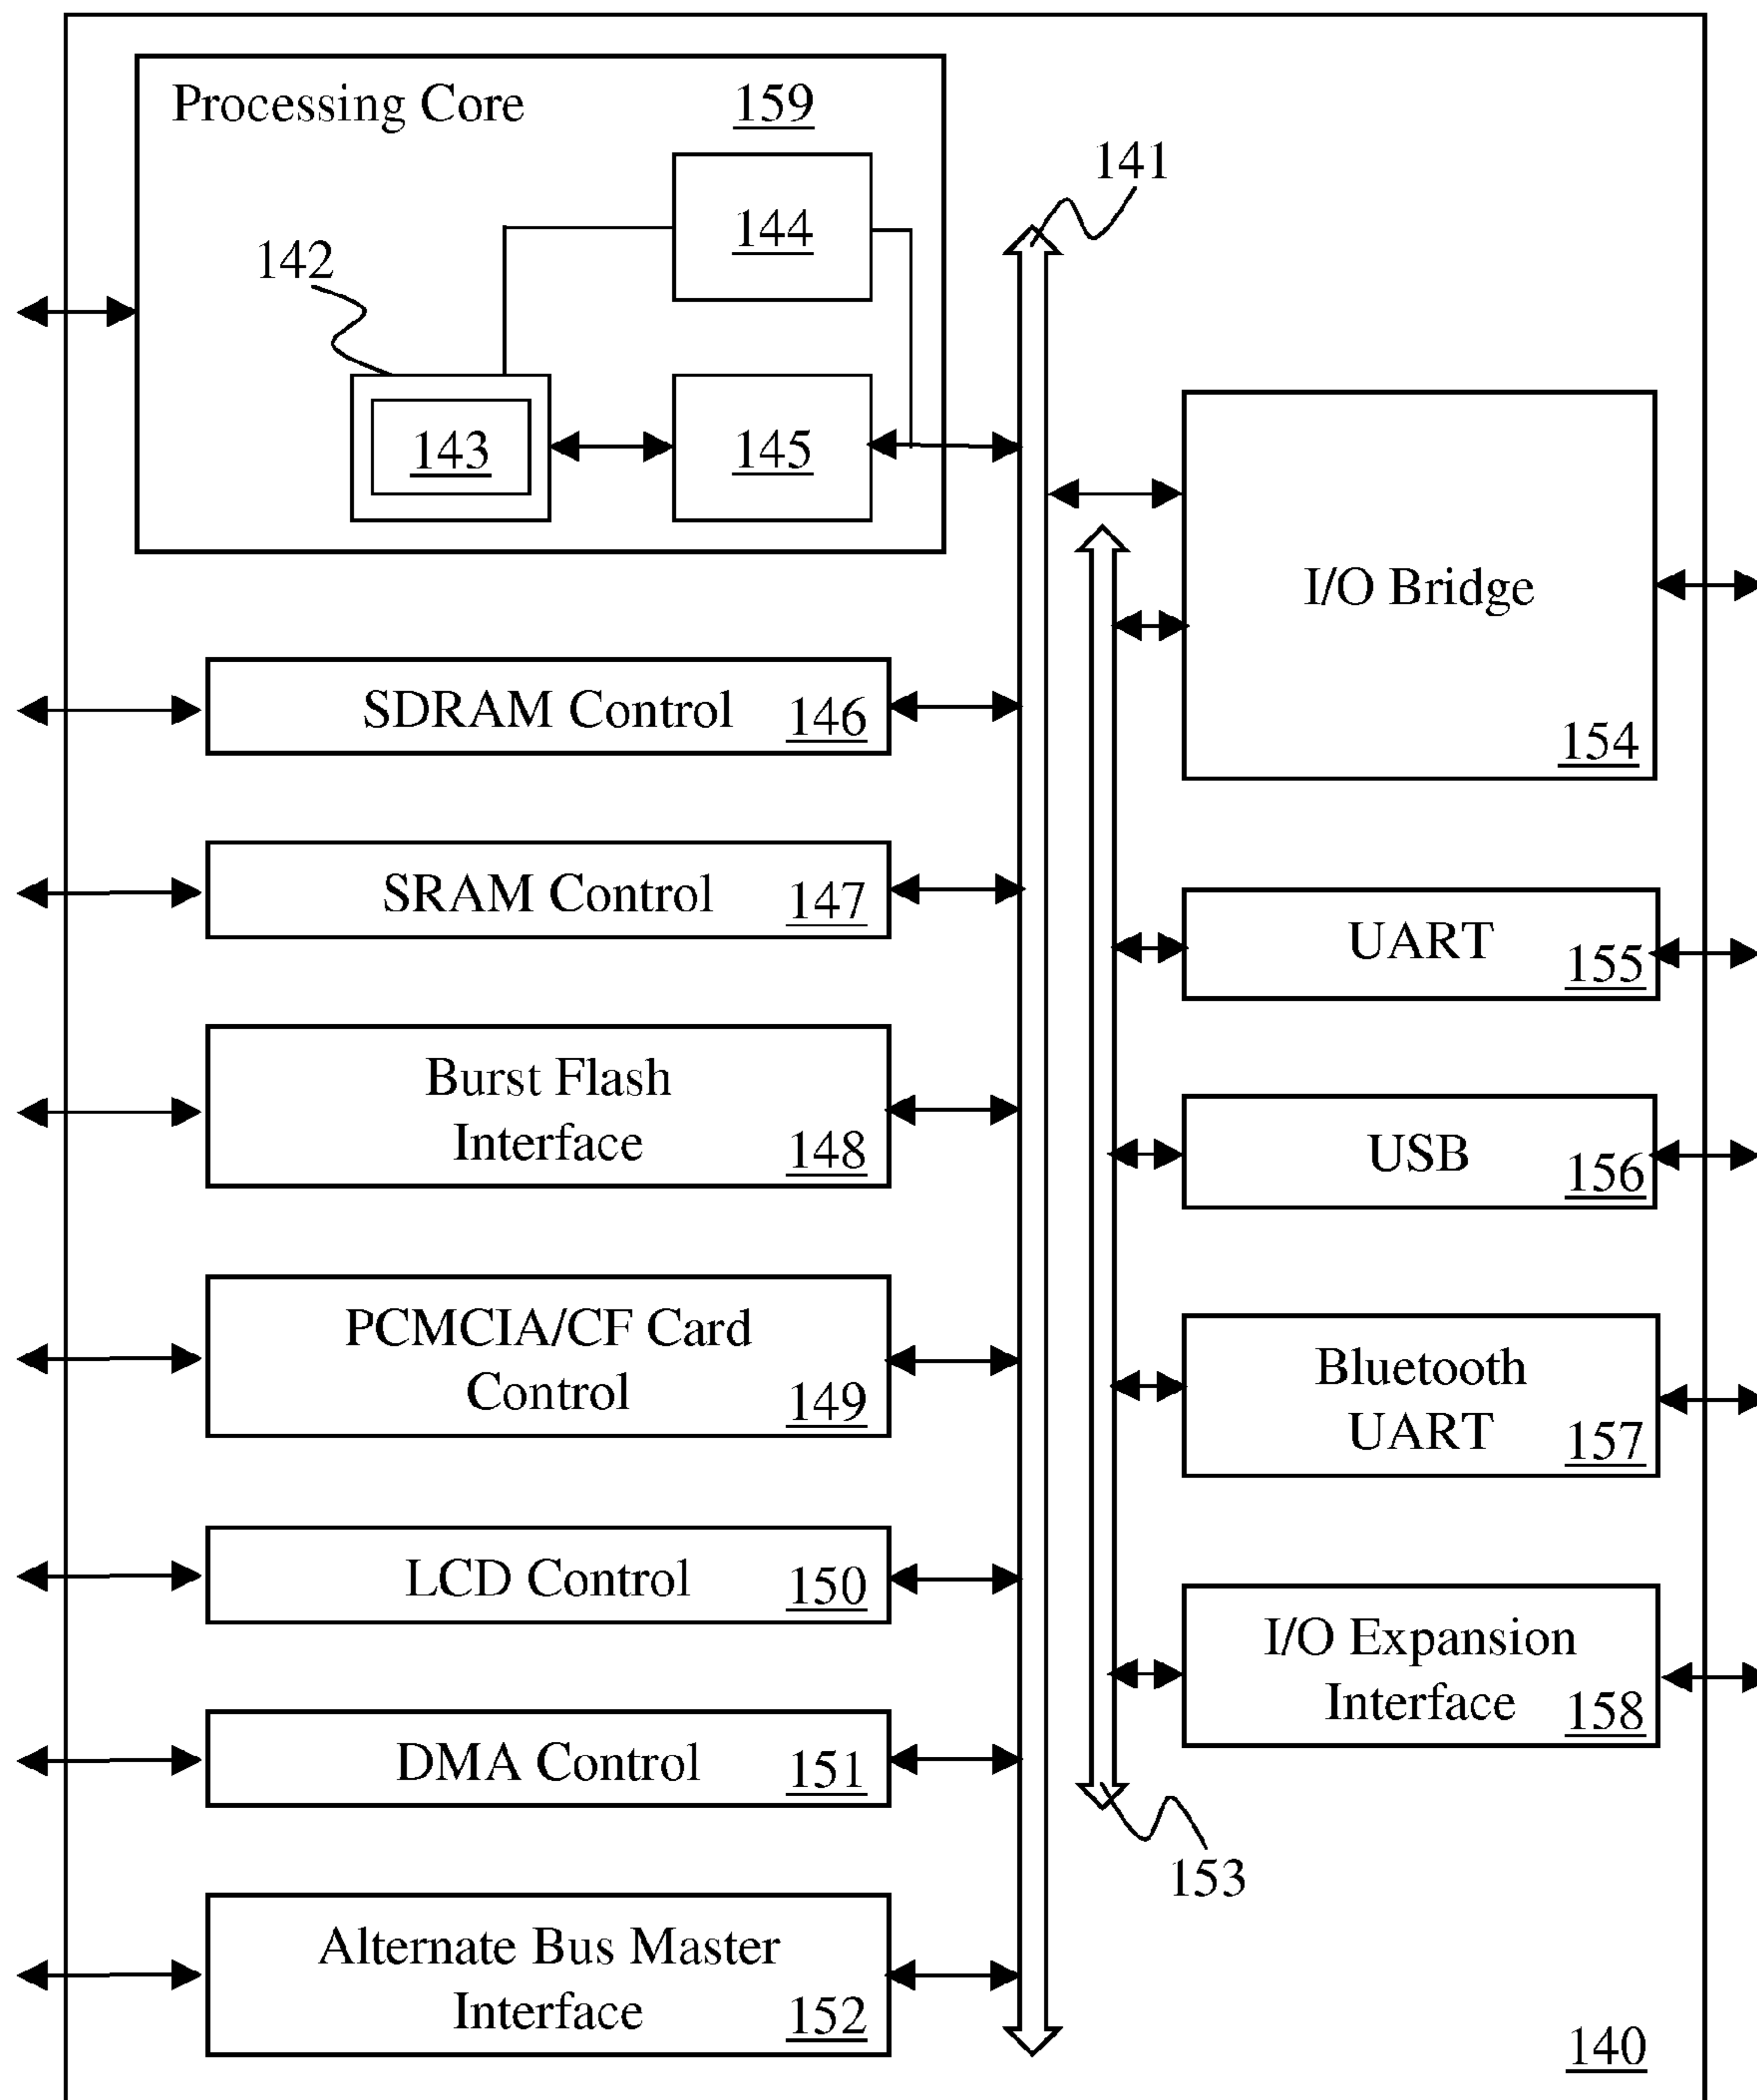 Processing Core 159
141
144
142
143
145
I/O Bridge
154
SDRAM Control 146
SRAM Control 147
UART 155
Burst Flash
Interface 148
USB 156
PCMCIA/CF Card
Control 149
Bluetooth
UART 157
LCD Control 150
I/O Expansion
Interface 158
DMA Control 151
153
Alternate Bus Master
Interface 152
140